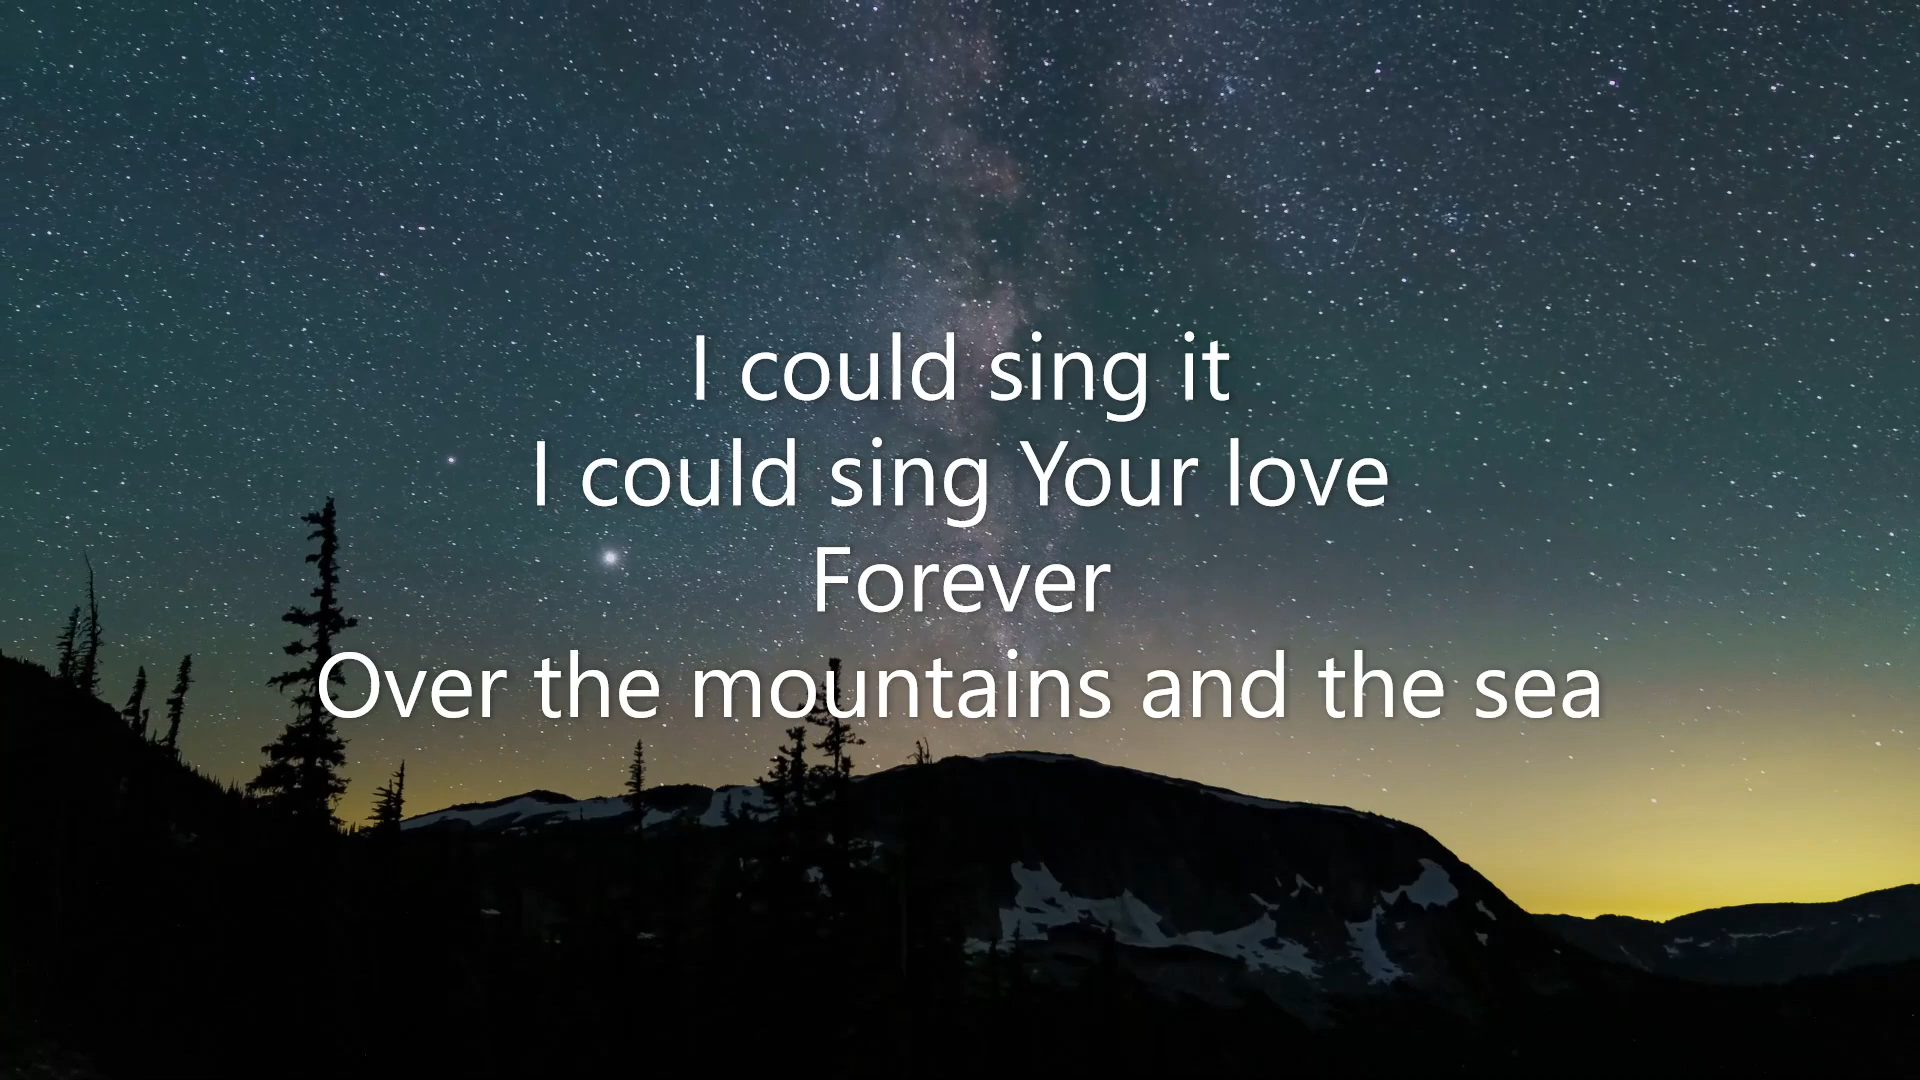 I could sing it
I could sing Your love
Forever
Over the mountains and the sea